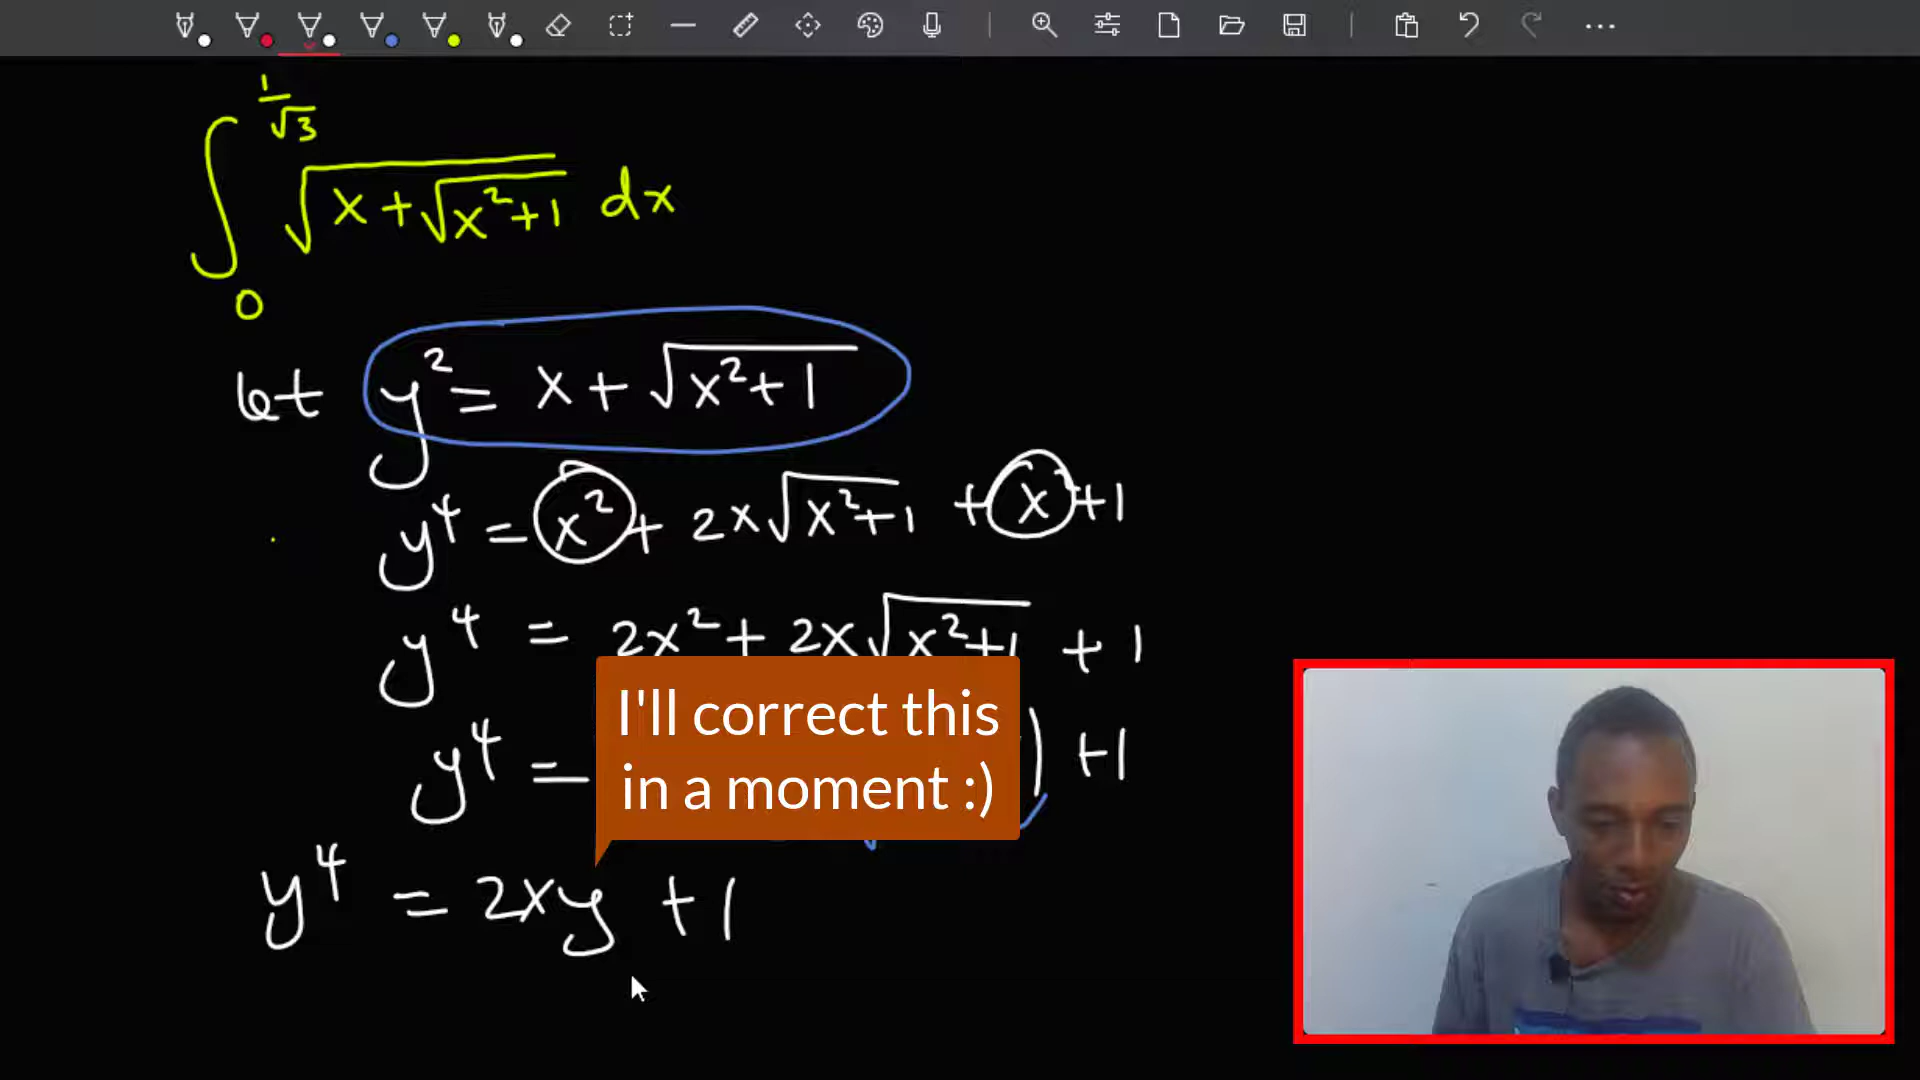 ∫₀^{1/√3} √(x+√(x²+1)) dx
let y² = x + √(x²+1)
y⁴ = x² + 2x√(x²+1) + x² + 1
y⁴ = 2x² + 2x√(x²+1) + 1
I'll correct this
in a moment :)
y⁴ = ) +1
y⁴ = 2xy + 1